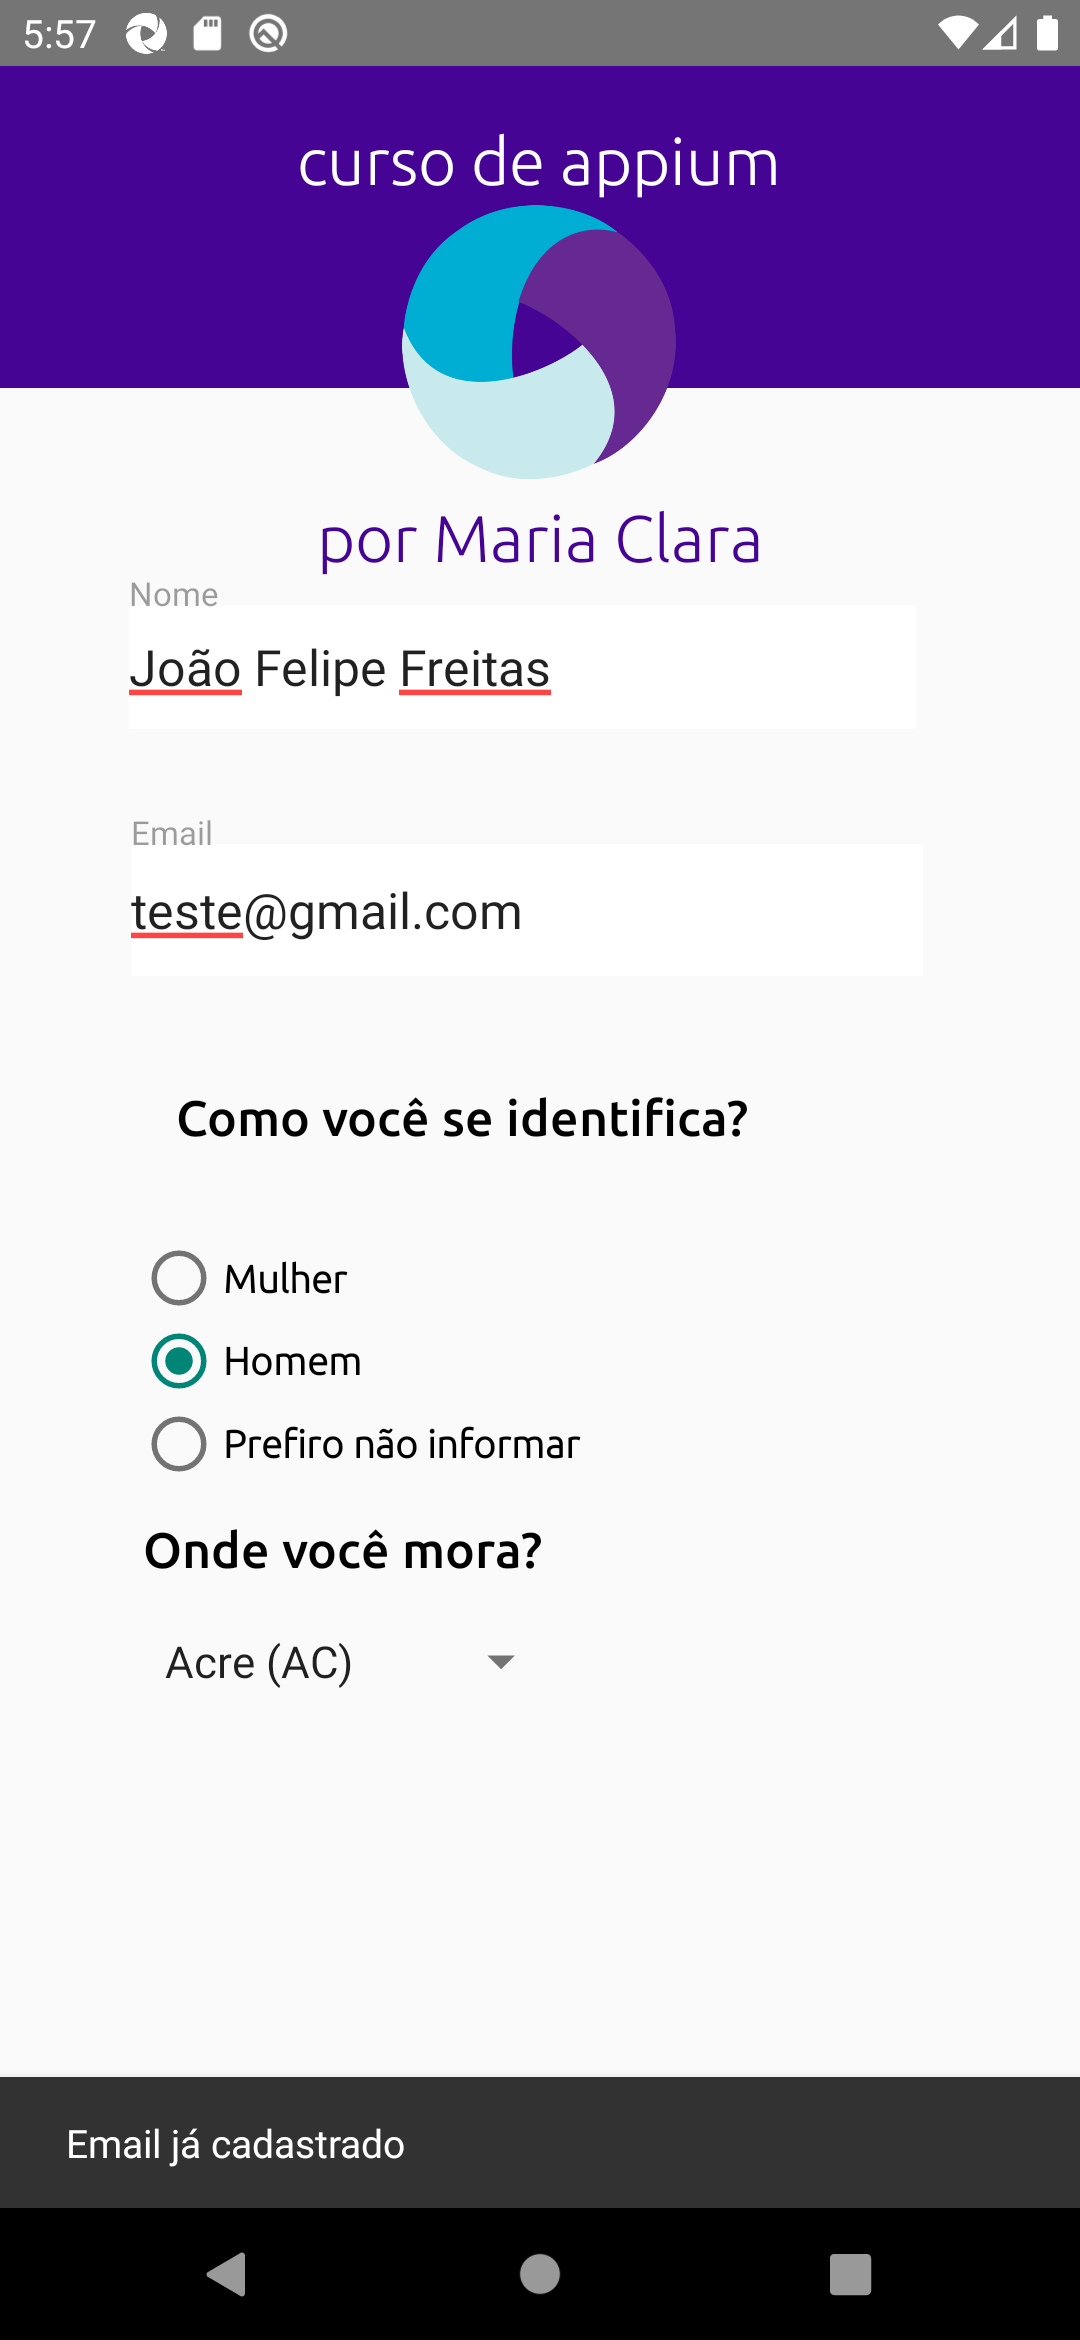 5:57
curso de appium
por Maria Clara
Nome
João Felipe Freitas
Email
teste@gmail.com
Como você se identifica?
Mulher
Homem
Prefiro não informar
Onde você mora?
Acre (AC)
Email já cadastrado